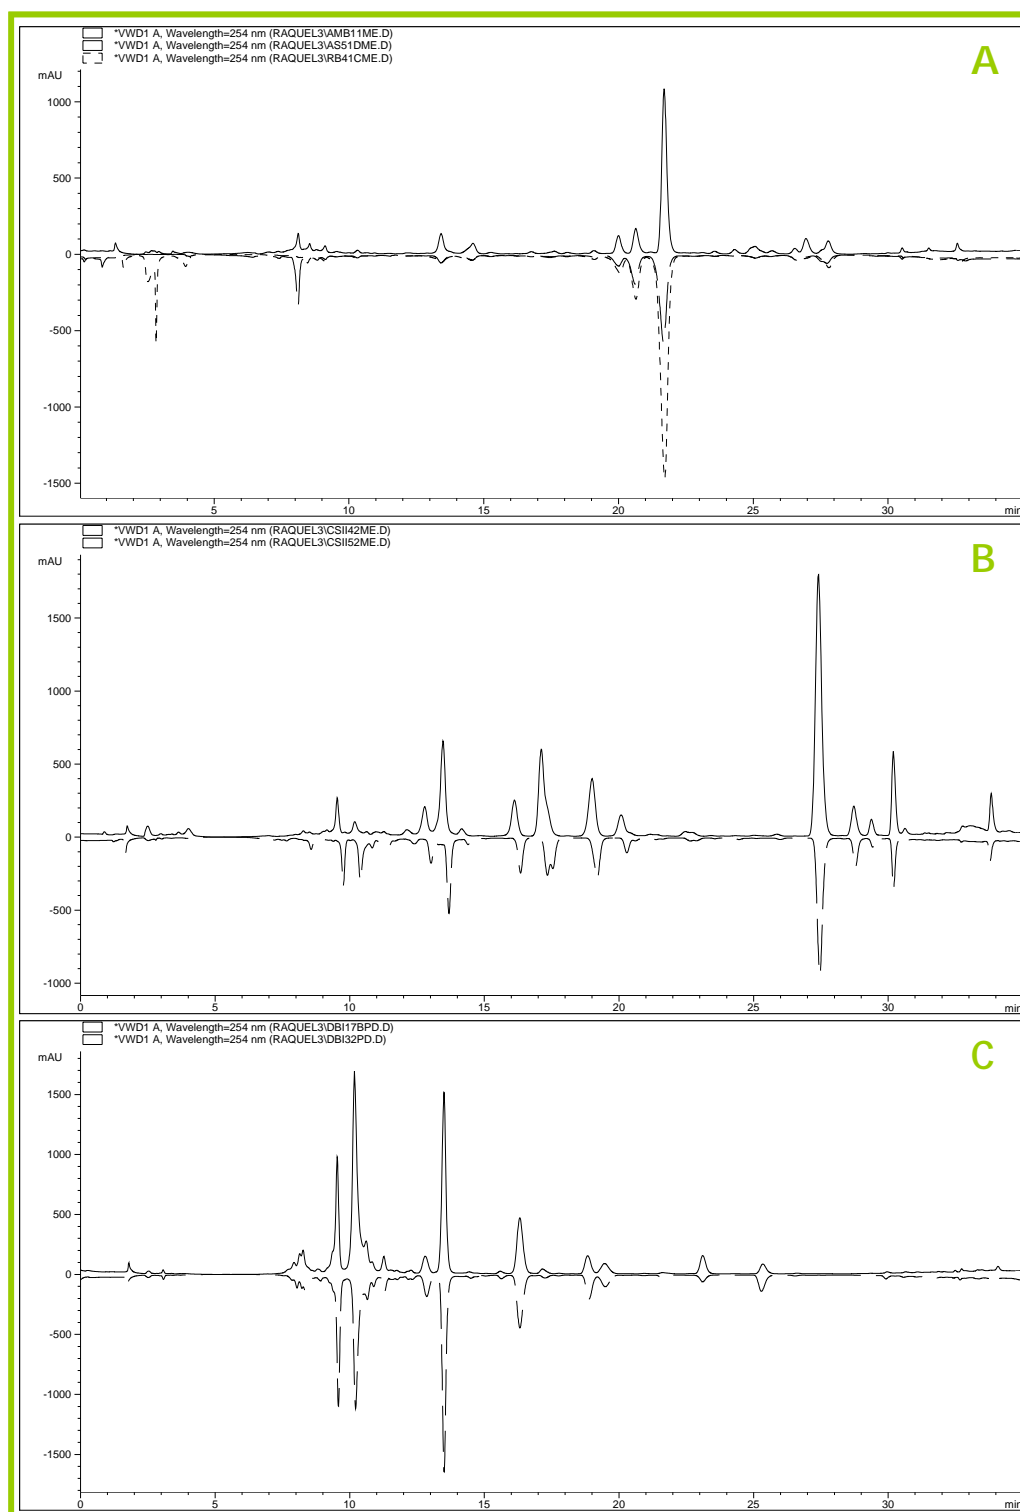 *VWD1 A, Wavelength=254 nm (RAQUEL3\AMB11ME.D)
*VWD1 A, Wavelength=254 nm (RAQUEL3\AS51DME.D)
*VWD1 A, Wavelength=254 nm (RAQUEL3\RB41CME.D)
A
mAU
1000
500
0
-500
-1000
-1500
5 10 15 20 25 30 min
*VWD1 A, Wavelength=254 nm (RAQUEL3\CSII42ME.D)
*VWD1 A, Wavelength=254 nm (RAQUEL3\CSII52ME.D)
B
mAU
1500
1000
500
0
-500
-1000
0 5 10 15 20 25 30 min
*VWD1 A, Wavelength=254 nm (RAQUEL3\DBI17BPD.D)
*VWD1 A, Wavelength=254 nm (RAQUEL3\DBI32PD.D)
C
mAU
1500
1000
500
0
-500
-1000
-1500
0 5 10 15 20 25 30 min